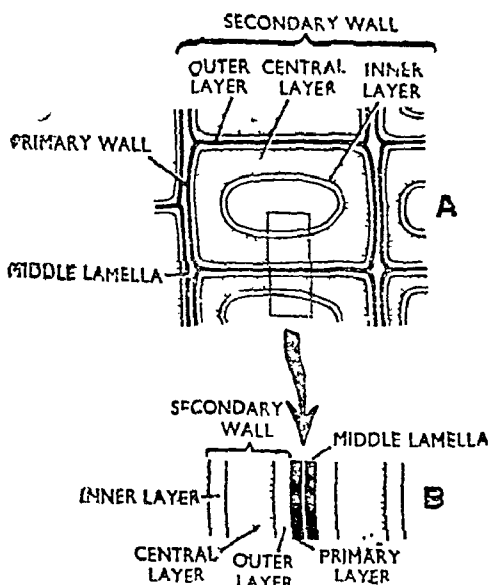 SECONDARY WALL
OUTER LAYER
CENTRAL LAYER
INNER LAYER
PRIMARY WALL
A
MIDDLE LAMELLA
SECONDARY WALL
MIDDLE LAMELLA
INNER LAYER
B
CENTRAL LAYER
OUTER LAYER
PRIMARY LAYER